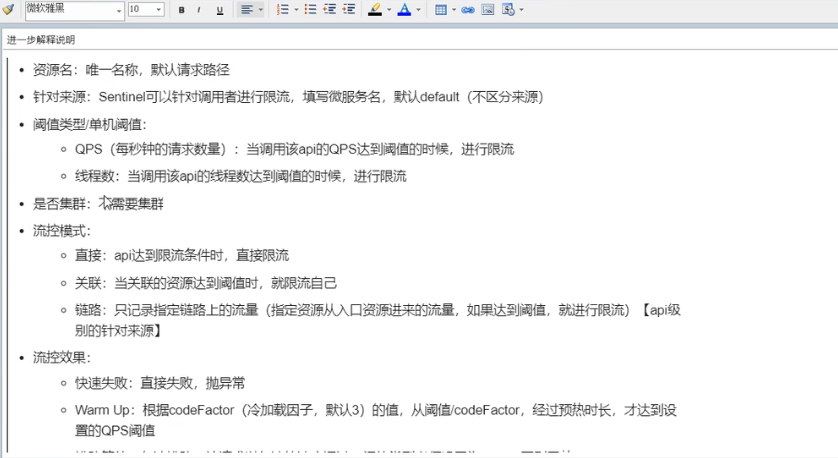 微软雅黑 10 B I U
进一步解释说明
• 资源名：唯一名称，默认请求路径
• 针对来源：Sentinel可以针对调用者进行限流，填写微服务名，默认default（不区分来源）
• 阈值类型/单机阈值：
○ QPS（每秒钟的请求数量）：当调用该api的QPS达到阈值的时候，进行限流
○ 线程数：当调用该api的线程数达到阈值的时候，进行限流
• 是否集群：不需要集群
• 流控模式：
○ 直接：api达到限流条件时，直接限流
○ 关联：当关联的资源达到阈值时，就限流自己
○ 链路：只记录指定链路上的流量（指定资源从入口资源进来的流量，如果达到阈值，就进行限流）【api级
别的针对来源】
• 流控效果：
○ 快速失败：直接失败，抛异常
○ Warm Up：根据codeFactor（冷加载因子，默认3）的值，从阈值/codeFactor，经过预热时长，才达到设
置的QPS阈值